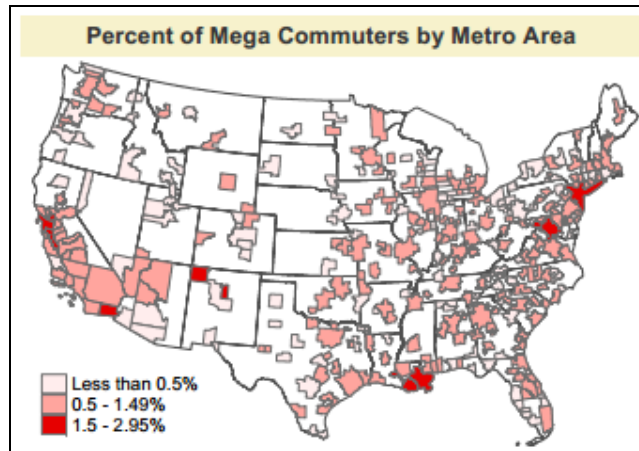 Percent of Mega Commuters by Metro Area
Less than 0.5%
0.5 - 1.49%
1.5 - 2.95%